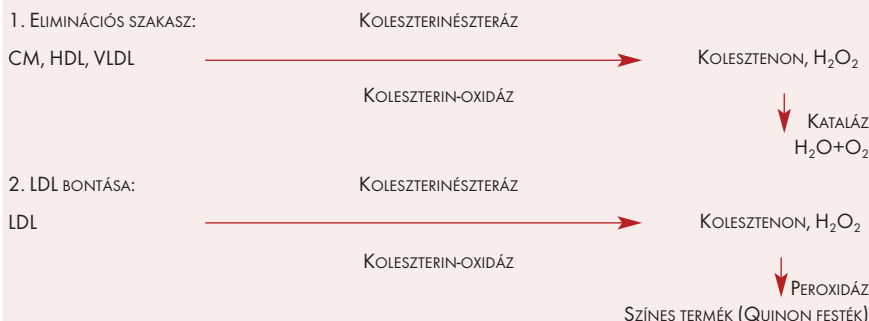 1. Eliminációs szakasz: Koleszterinészteráz
CM, HDL, VLDL Kolesztenon, H₂O₂
Koleszterin-oxidáz
Kataláz
H₂O+O₂
2. LDL bontása: Koleszterinészteráz
LDL Kolesztenon, H₂O₂
Koleszterin-oxidáz
Peroxidáz
Színes termék (Quinon festék)